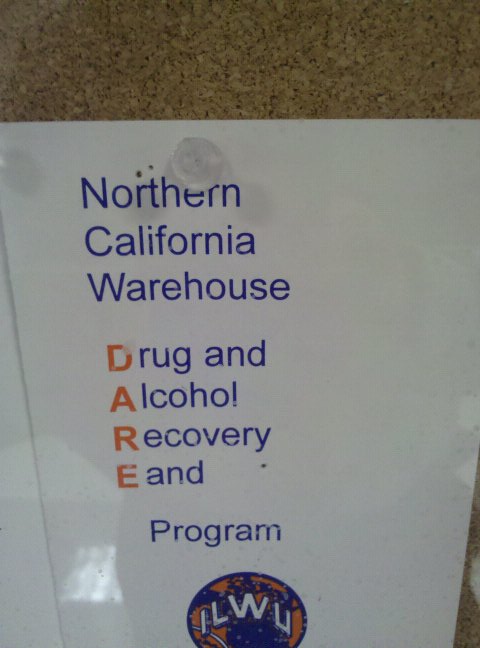 Northern
California
Warehouse
Drug and
Alcohol
Recovery
Eand
Program
ILWU